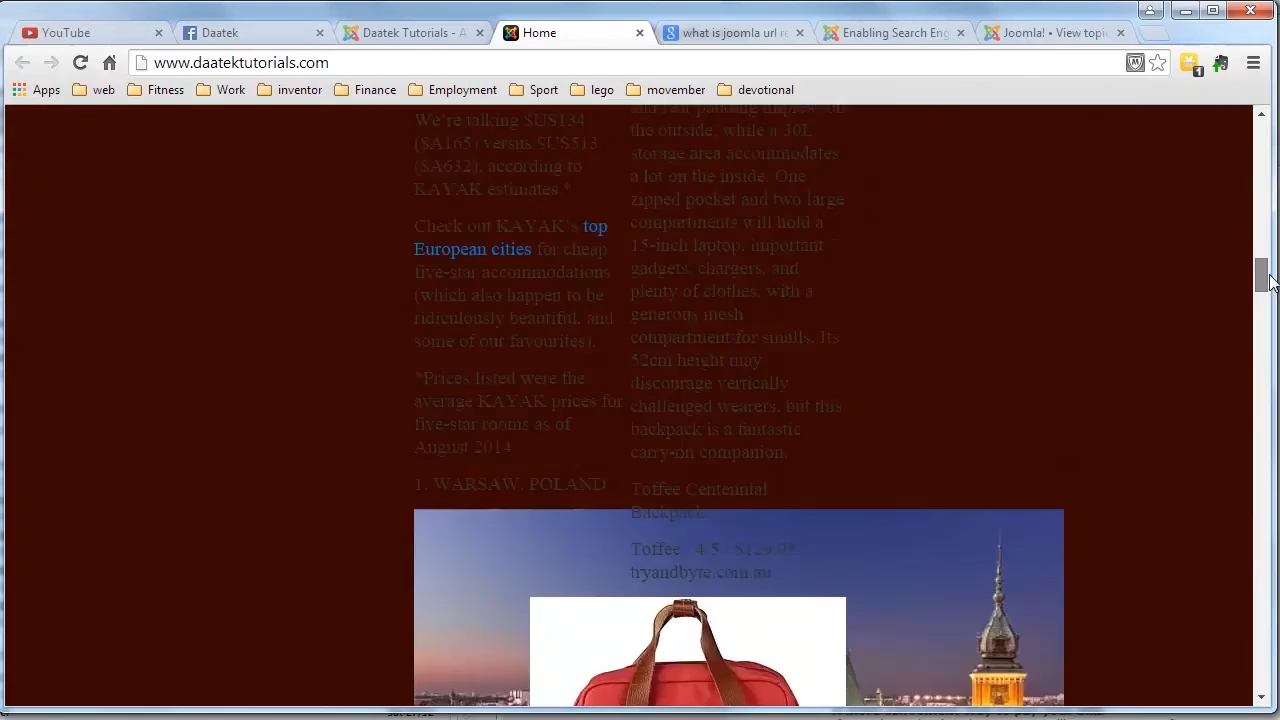 YouTube
Daatek
Daatek Tutorials - A
Home
what is joomla url re
Enabling Search Eng
Joomla! • View topi
www.daatektutorials.com
1
Apps
web
Fitness
Work
inventor
Finance
Employment
Sport
lego
movember
devotional
We're talking $US134
($A165) versus $US513
($A632), according to
KAYAK estimates.*
Check out KAYAK's top
European cities for cheap
five-star accommodations
(which also happen to be
ridiculously beautiful, and
some of our favourites).
*Prices listed were the
average KAYAK prices for
five-star rooms as of
August 2014
1. WARSAW, POLAND
the outside, while a 30L
storage area accommodates
a lot on the inside. One
zipped pocket and two large
compartments will hold a
15-inch laptop, important
gadgets, chargers, and
plenty of clothes, with a
generous mesh
compartment for smalls. Its
52cm height may
discourage vertically
challenged wearers, but this
backpack is a fantastic
carry-on companion.
Toffee Centennial
Backpack
Toffee 4.5
tryandbyte.com.au